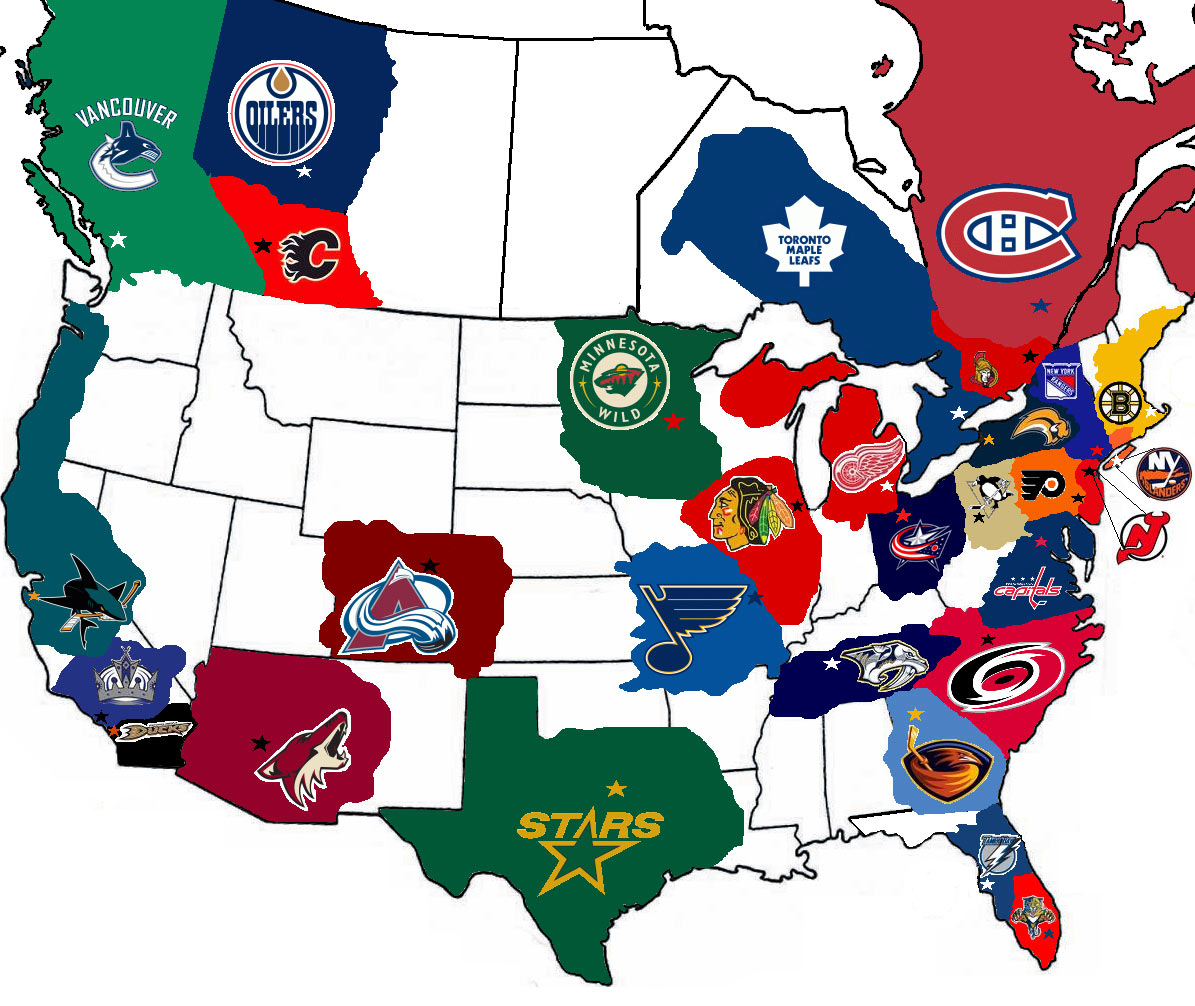 VANCOUVER
OILERS
TORONTO
MAPLE
LEAFS
MINNESOTA
WILD
NEW YORK
RANGERS
B
NY
ISLANDERS
capitals
DUCKS
STARS